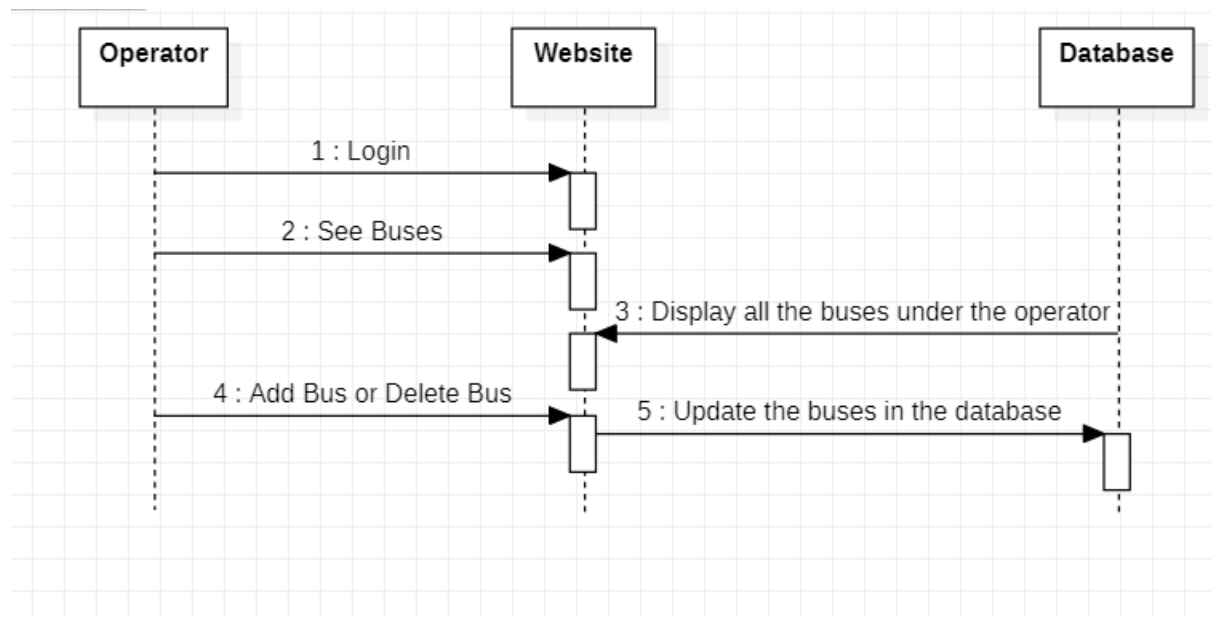 Operator
Website
Database
1 : Login
2 : See Buses
3 : Display all the buses under the operator
4 : Add Bus or Delete Bus
5 : Update the buses in the database